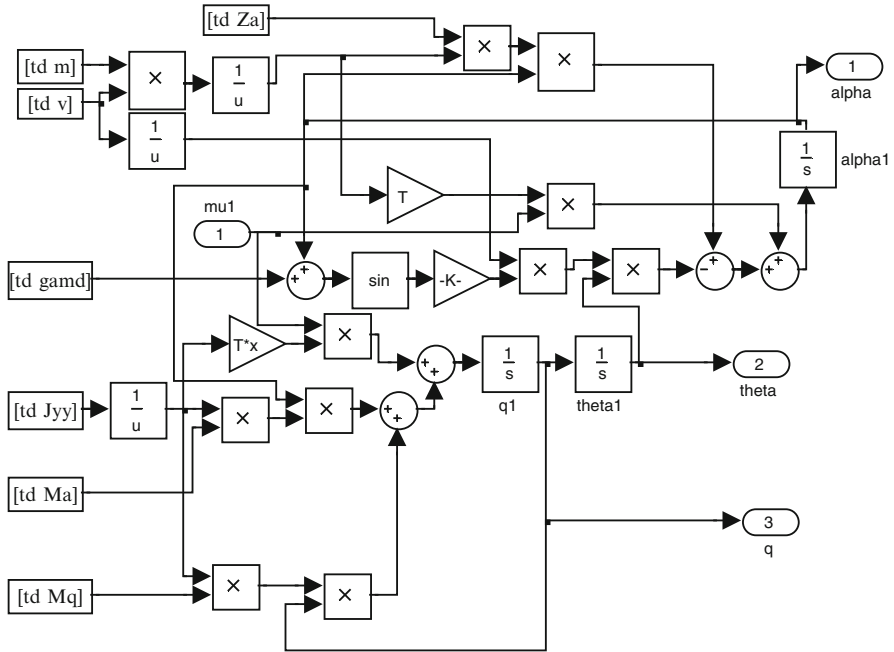 [td Za]
[td m]
×
1
u
×
×
1
alpha
[td v]
1
u
1
s
alpha1
T
×
mu1
1
[td gamd]
+
+
sin
-K-
×
×
−
+
+
+
T*x
×
+
+
1
s
q1
1
s
theta1
2
theta
[td Jyy]
1
u
×
×
+
+
[td Ma]
3
q
[td Mq]
×
×